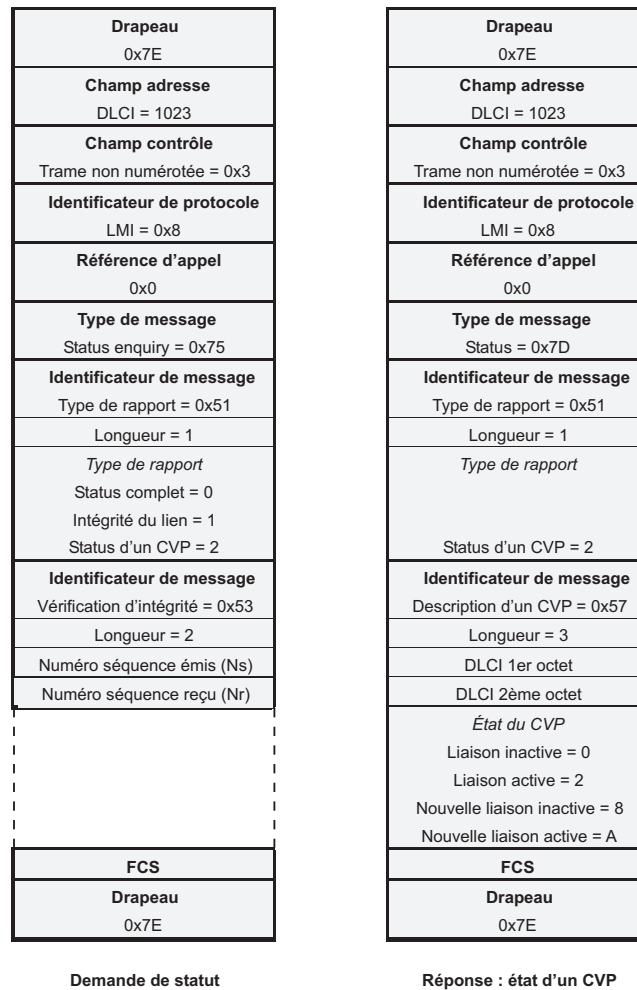 Drapeau
0x7E
Champ adresse
DLCI = 1023
Champ contrôle
Trame non numérotée = 0x3
Identificateur de protocole
LMI = 0x8
Référence d’appel
0x0
Type de message
Status enquiry = 0x75
Identificateur de message
Type de rapport = 0x51
Longueur = 1
Type de rapport
Status complet = 0
Intégrité du lien = 1
Status d’un CVP = 2
Identificateur de message
Vérification d’intégrité = 0x53
Longueur = 2
Numéro séquence émis (Ns)
Numéro séquence reçu (Nr)
FCS
Drapeau
0x7E
Demande de statut
Drapeau
0x7E
Champ adresse
DLCI = 1023
Champ contrôle
Trame non numérotée = 0x3
Identificateur de protocole
LMI = 0x8
Référence d’appel
0x0
Type de message
Status = 0x7D
Identificateur de message
Type de rapport = 0x51
Longueur = 1
Type de rapport
Status d’un CVP = 2
Identificateur de message
Description d’un CVP = 0x57
Longueur = 3
DLCI 1er octet
DLCI 2ème octet
État du CVP
Liaison inactive = 0
Liaison active = 2
Nouvelle liaison inactive = 8
Nouvelle liaison active = A
FCS
Drapeau
0x7E
Réponse : état d’un CVP